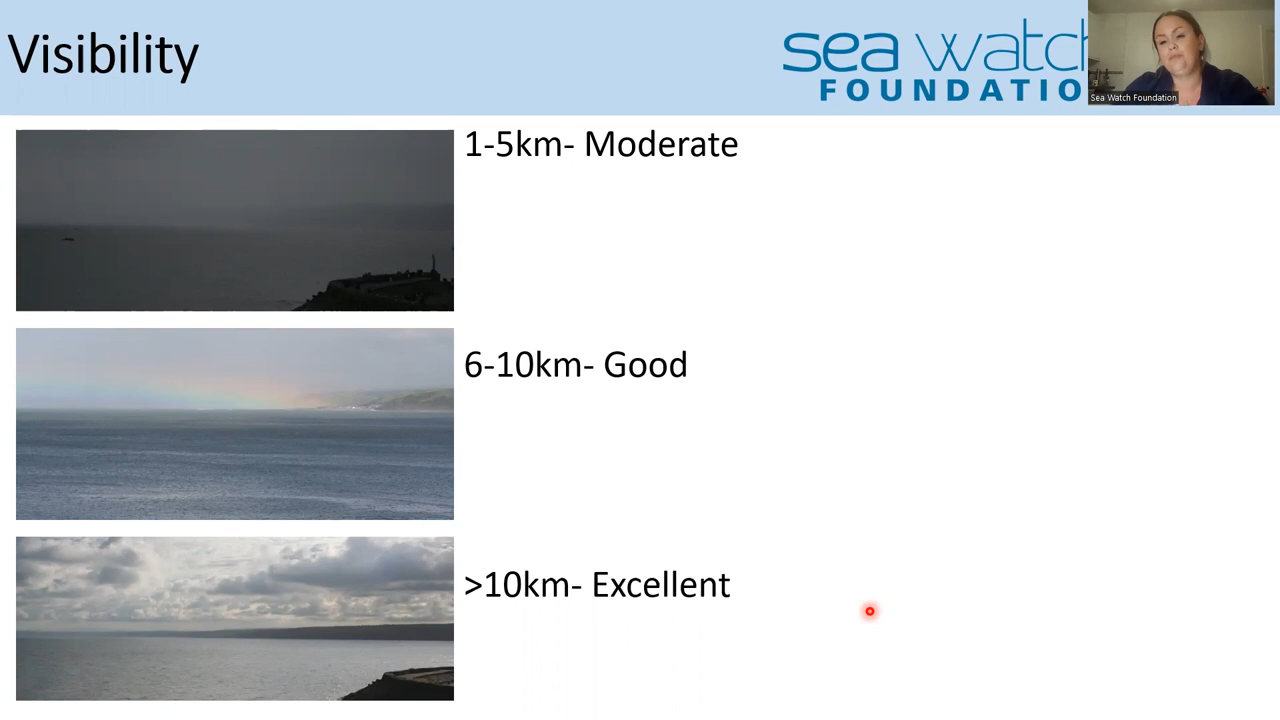 Visibility
sea watch
FOUNDATIO
Sea Watch Foundation
1-5km- Moderate
6-10km- Good
>10km- Excellent